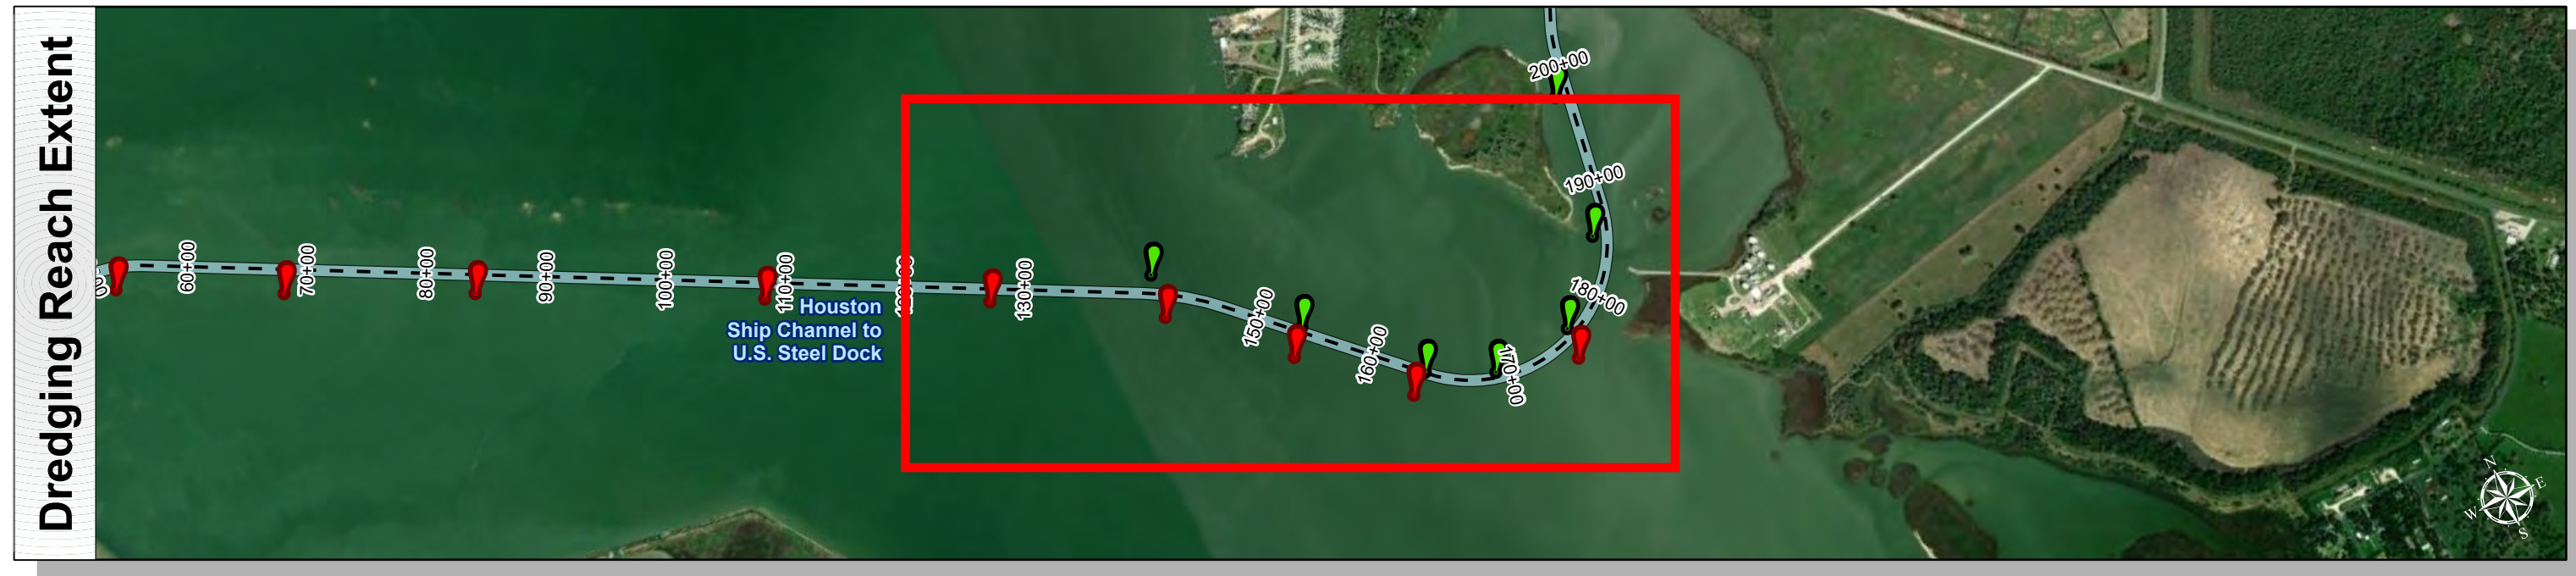 Dredging Reach Extent
200+00
190+00
180+00
60+00
70+00
80+00
90+00
100+00
110+00
130+00
150+00
160+00
170+00
Houston
Ship Channel to
U.S. Steel Dock
N
E
W
S